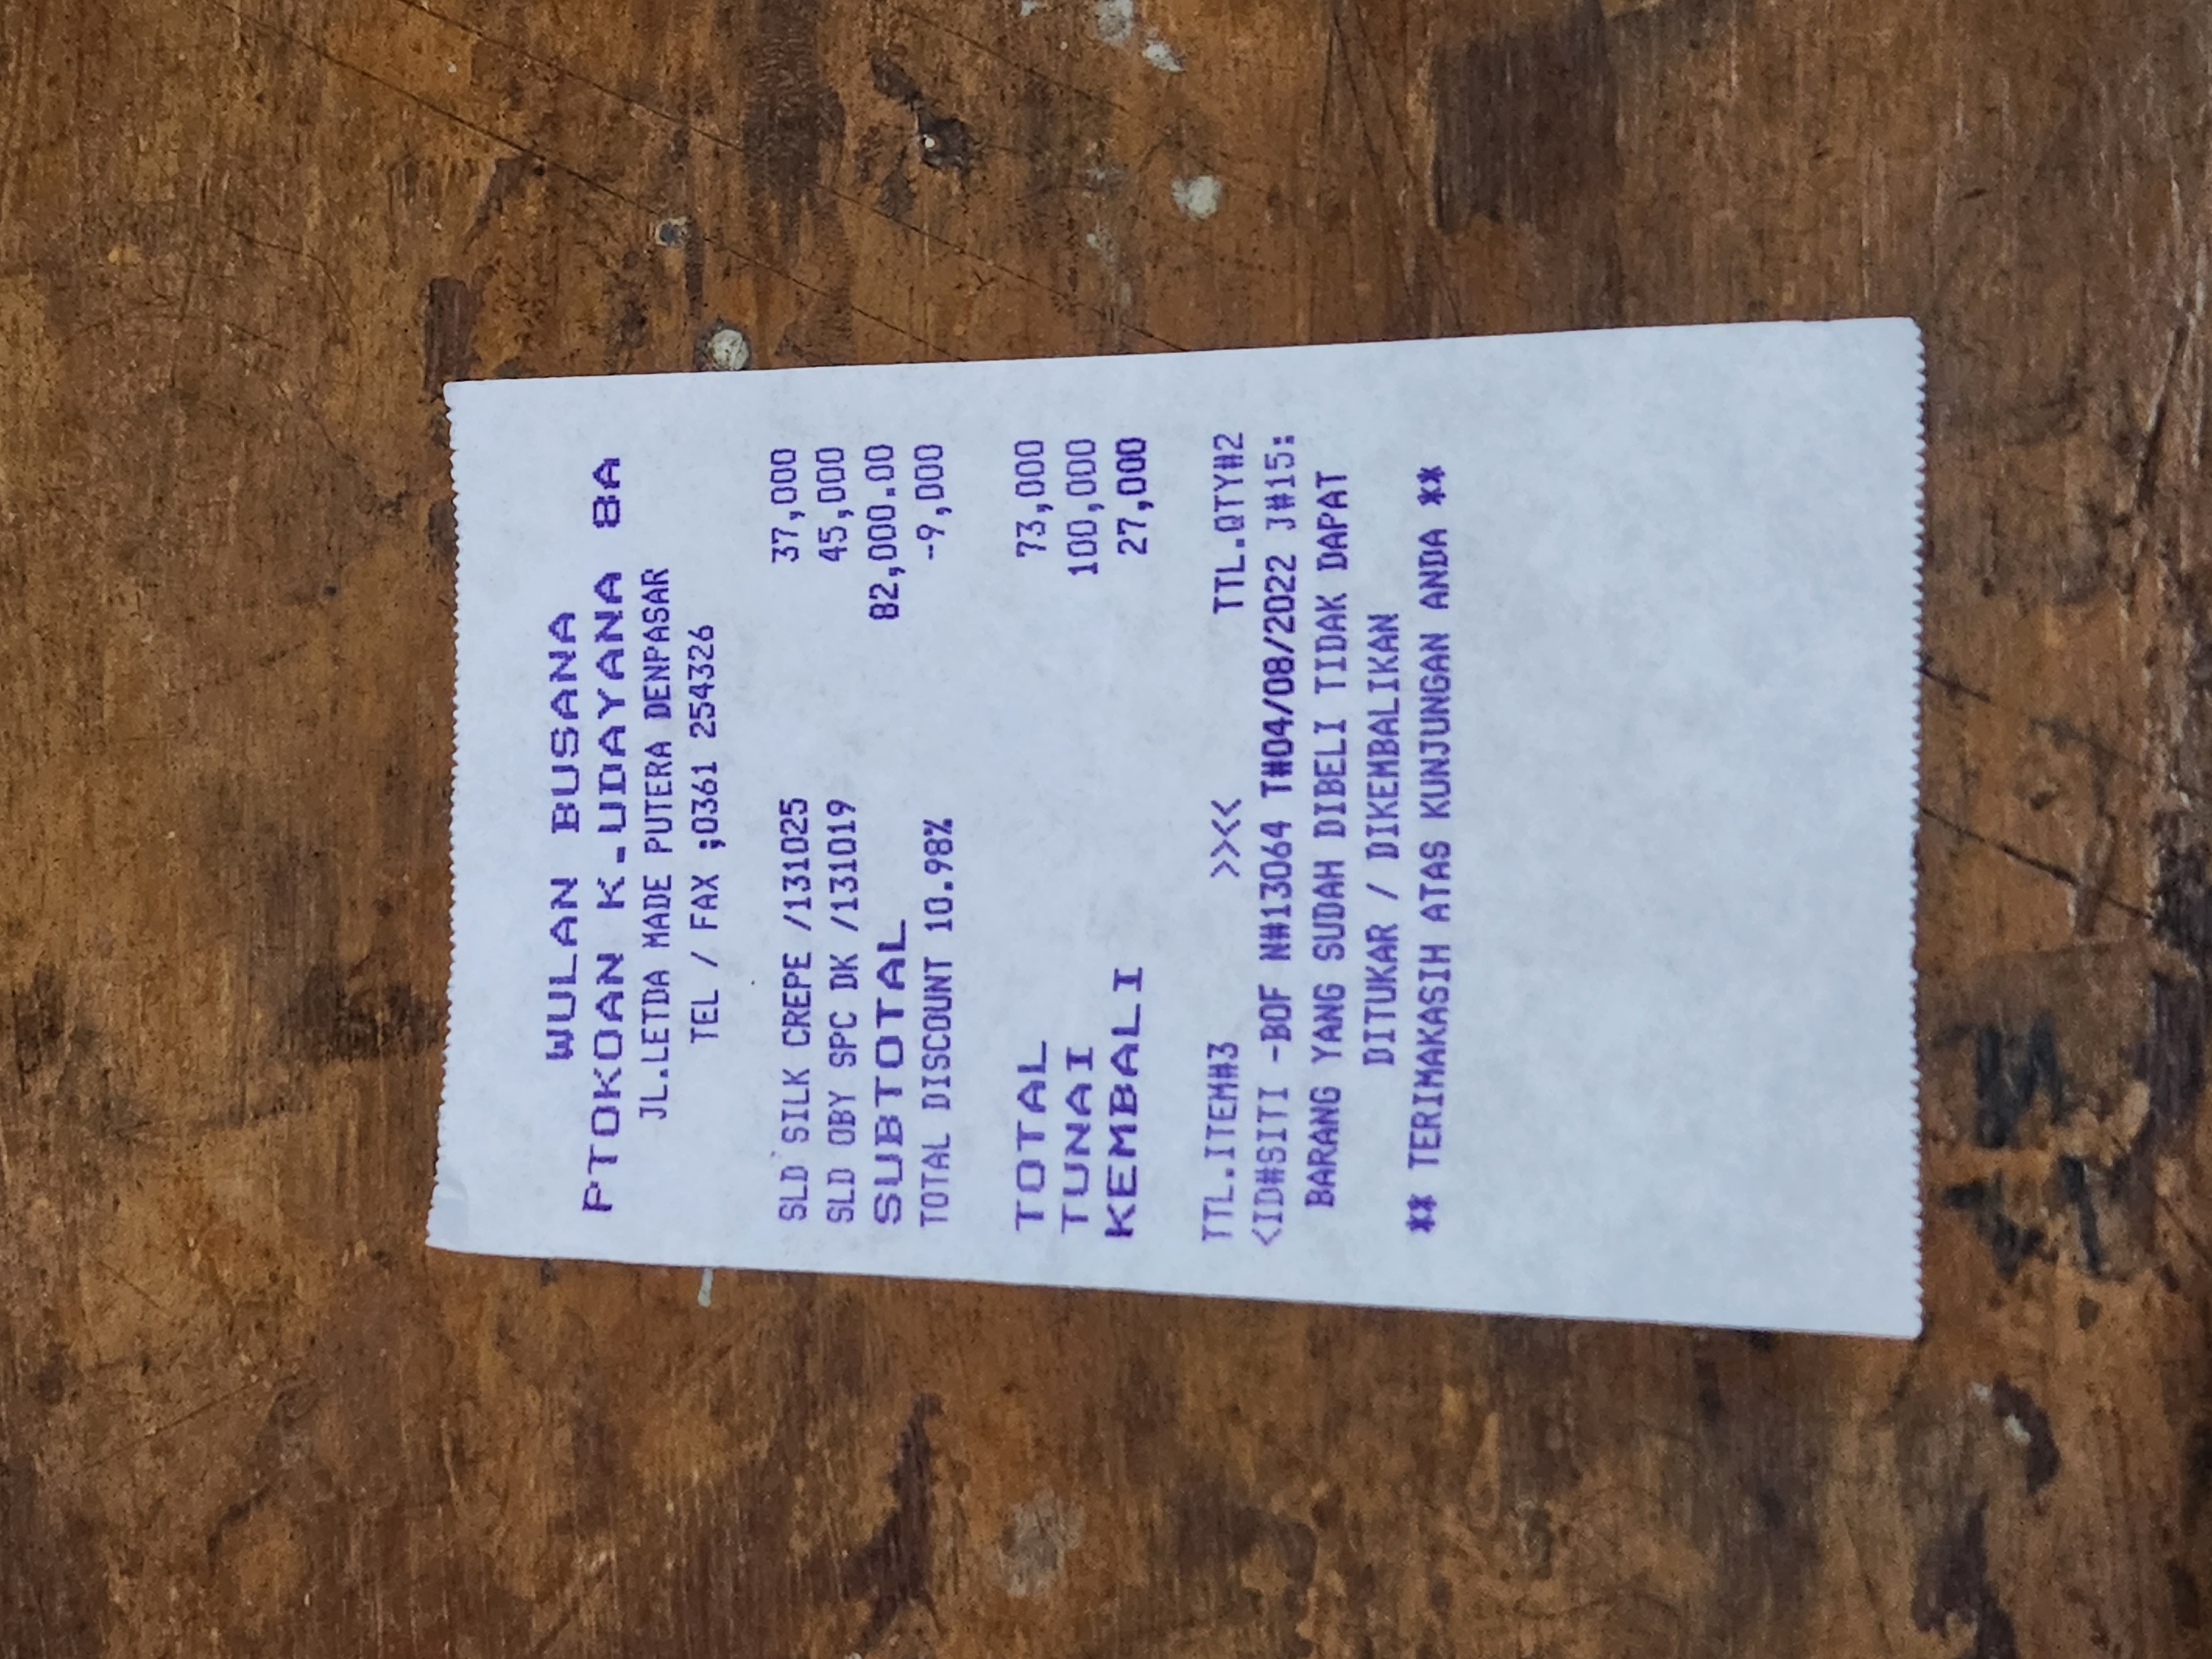 WULAN BUSANA
PTOKOAN K.UDAYANA 8A
JL.LETDA MADE PUTERA DENPASAR
TEL / FAX ;0361 254326
SLD SILK CREPE /131025 37,000
SLD OBY SPC DK /131019 45,000
SUBTOTAL 82,000.00
TOTAL DISCOUNT 10.98% -9,000
TOTAL 73,000
TUNAI 100,000
KEMBALI 27,000
TTL.ITEM#3 >><< TTL.QTY#2
<ID#SITI -BOF N#13064 T#04/08/2022 J#15:
BARANG YANG SUDAH DIBELI TIDAK DAPAT
DITUKAR / DIKEMBALIKAN
** TERIMAKASIH ATAS KUNJUNGAN ANDA **